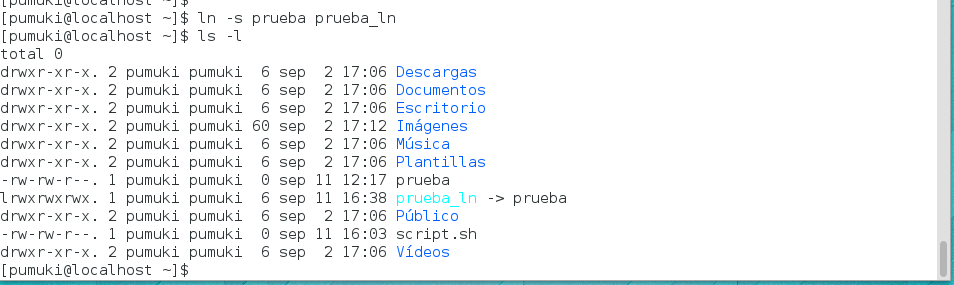 [pumuki@localhost ~]$
[pumuki@localhost ~]$ ln -s prueba prueba_ln
[pumuki@localhost ~]$ ls -l
total 0
drwxr-xr-x. 2 pumuki pumuki  6 sep  2 17:06 Descargas
drwxr-xr-x. 2 pumuki pumuki  6 sep  2 17:06 Documentos
drwxr-xr-x. 2 pumuki pumuki  6 sep  2 17:06 Escritorio
drwxr-xr-x. 2 pumuki pumuki 60 sep  2 17:12 Imágenes
drwxr-xr-x. 2 pumuki pumuki  6 sep  2 17:06 Música
drwxr-xr-x. 2 pumuki pumuki  6 sep  2 17:06 Plantillas
-rw-rw-r--. 1 pumuki pumuki  0 sep 11 12:17 prueba
lrwxrwxrwx. 1 pumuki pumuki  6 sep 11 16:38 prueba_ln -> prueba
drwxr-xr-x. 2 pumuki pumuki  6 sep  2 17:06 Público
-rw-rw-r--. 1 pumuki pumuki  0 sep 11 16:03 script.sh
drwxr-xr-x. 2 pumuki pumuki  6 sep  2 17:06 Vídeos
[pumuki@localhost ~]$